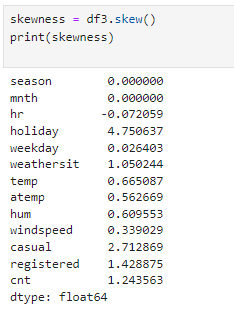 skewness = df3.skew()
print(skewness)
season 0.000000
mnth 0.000000
hr -0.072059
holiday 4.750637
weekday 0.026403
weathersit 1.050244
temp 0.665087
atemp 0.562669
hum 0.609553
windspeed 0.339029
casual 2.712869
registered 1.428875
cnt 1.243563
dtype: float64